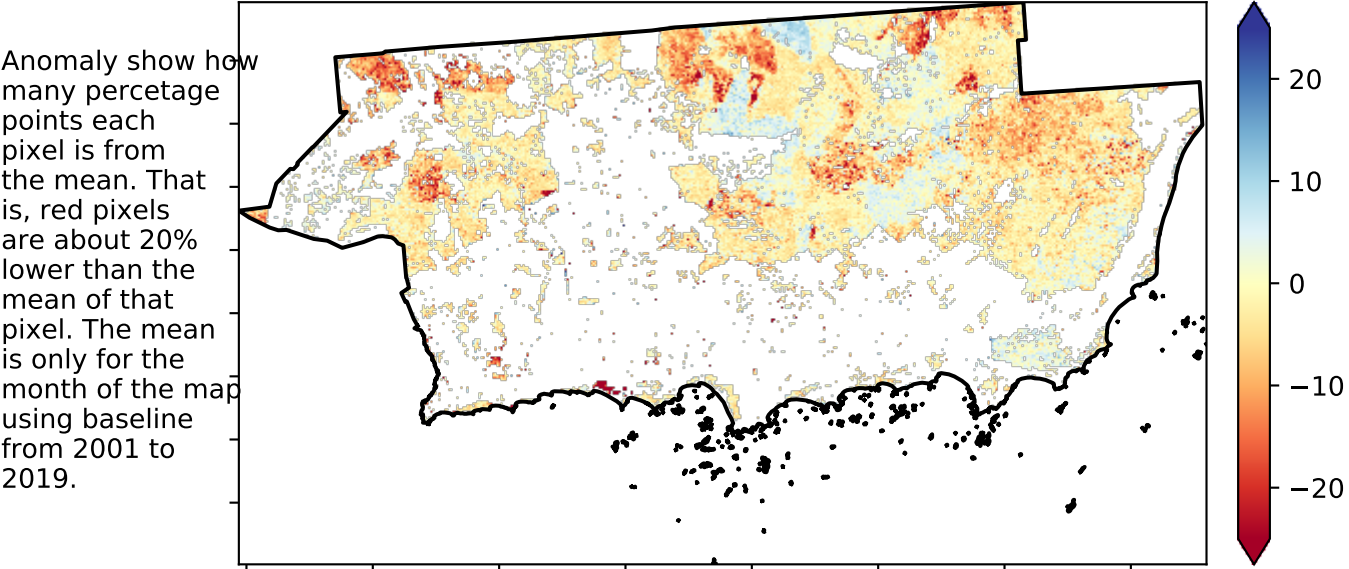 Anomaly show how
many percetage
points each
pixel is from
the mean. That
is, red pixels
are about 20%
lower than the
mean of that
pixel. The mean
is only for the
month of the map
using baseline
from 2001 to
2019.
20
10
0
−10
−20